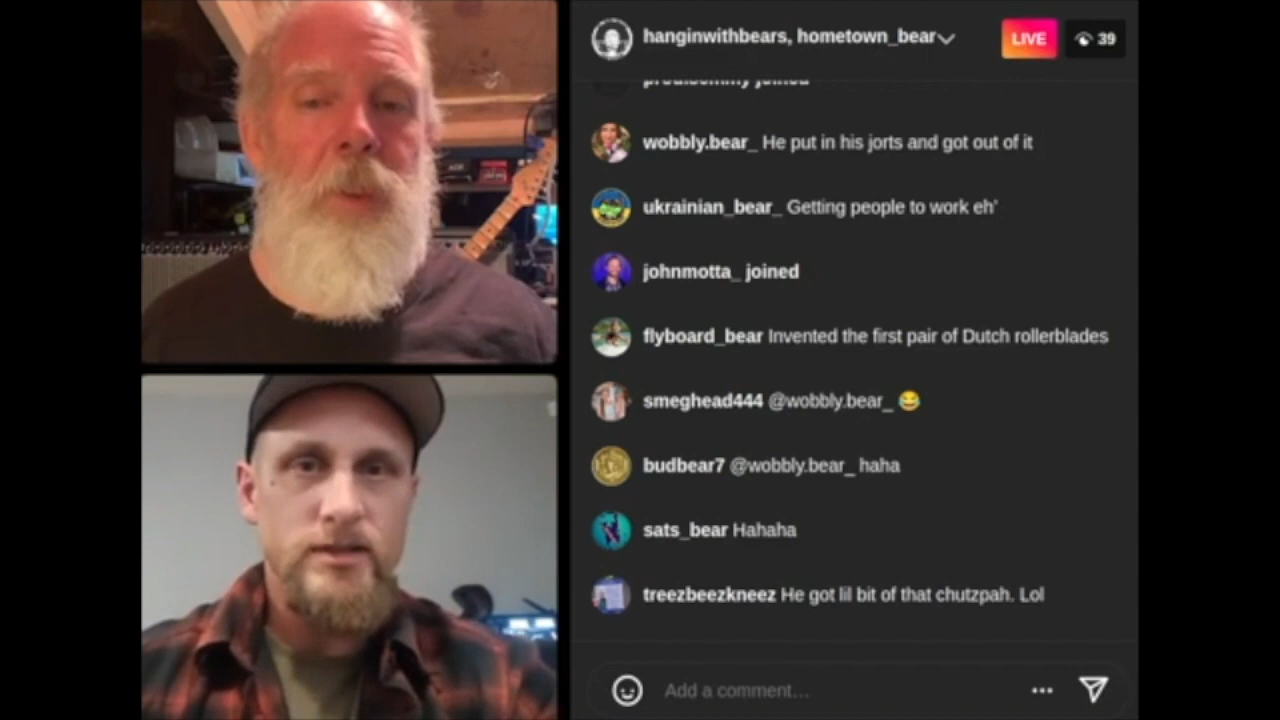 hanginwithbears, hometown_bear
LIVE
39
joined
wobbly.bear_ He put in his jorts and got out of it
ukrainian_bear_ Getting people to work eh'
johnmotta_ joined
flyboard_bear Invented the first pair of Dutch rollerblades
smeghead444 @wobbly.bear_ 😂
budbear7 @wobbly.bear_ haha
sats_bear Hahaha
treezbeezkneez He got lil bit of that chutzpah. Lol
Add a comment…